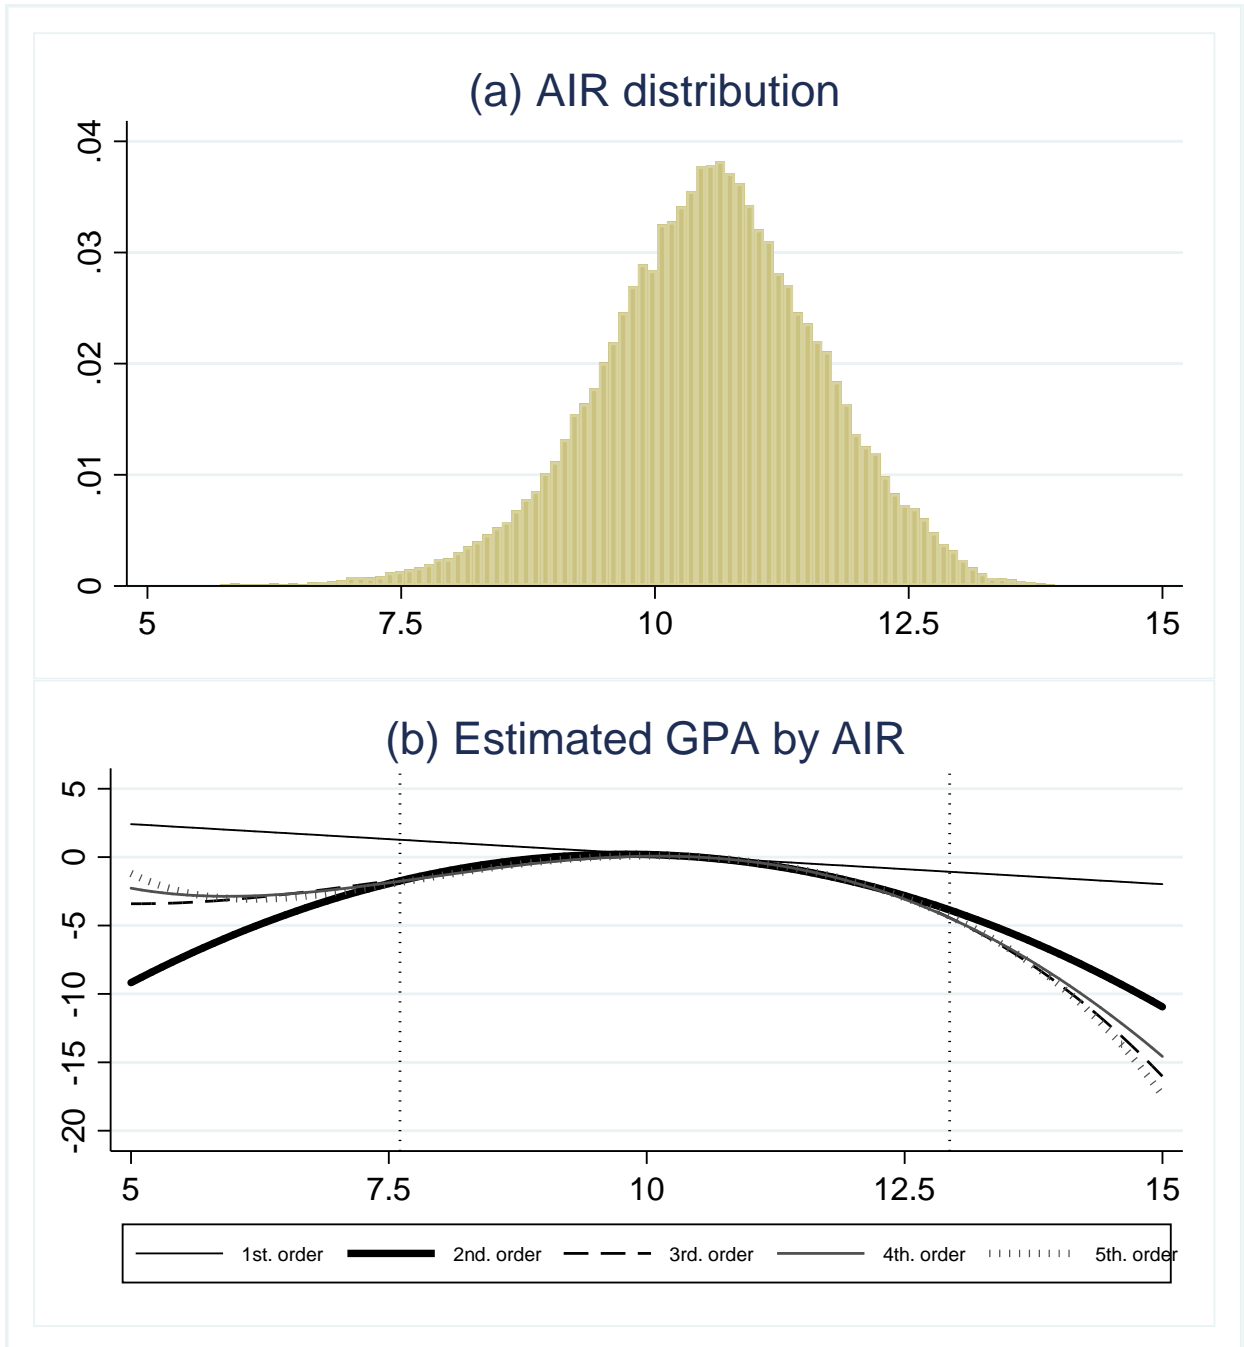 (a) AIR distribution
.04
.03
.02
.01
0
5 7.5 10 12.5 15
(b) Estimated GPA by AIR
5
0
-5
-10
-15
-20
5 7.5 10 12.5 15
1st. order 2nd. order 3rd. order 4th. order 5th. order